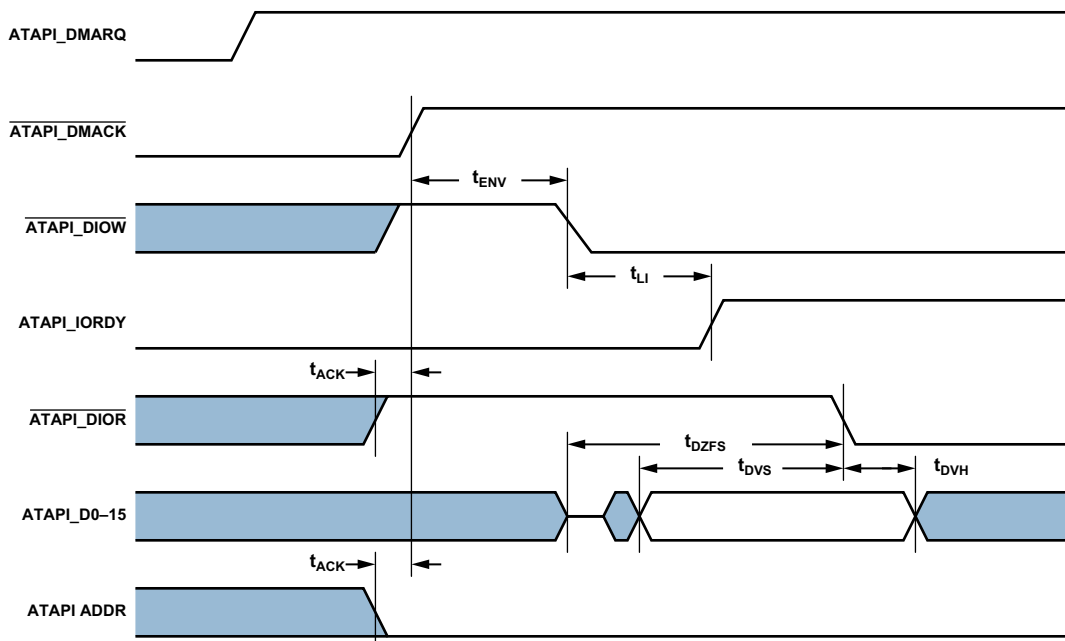 ATAPI_DMARQ
ATAPI_DMACK
tENV
ATAPI_DIOW
tLI
ATAPI_IORDY
tACK
ATAPI_DIOR
tDZFS
tDVS
tDVH
ATAPI_D0–15
tACK
ATAPI ADDR